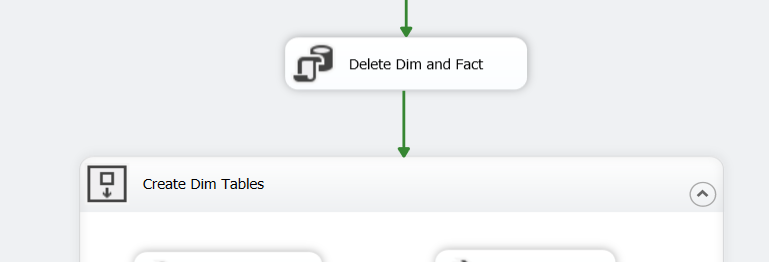 Delete Dim and Fact
Create Dim Tables